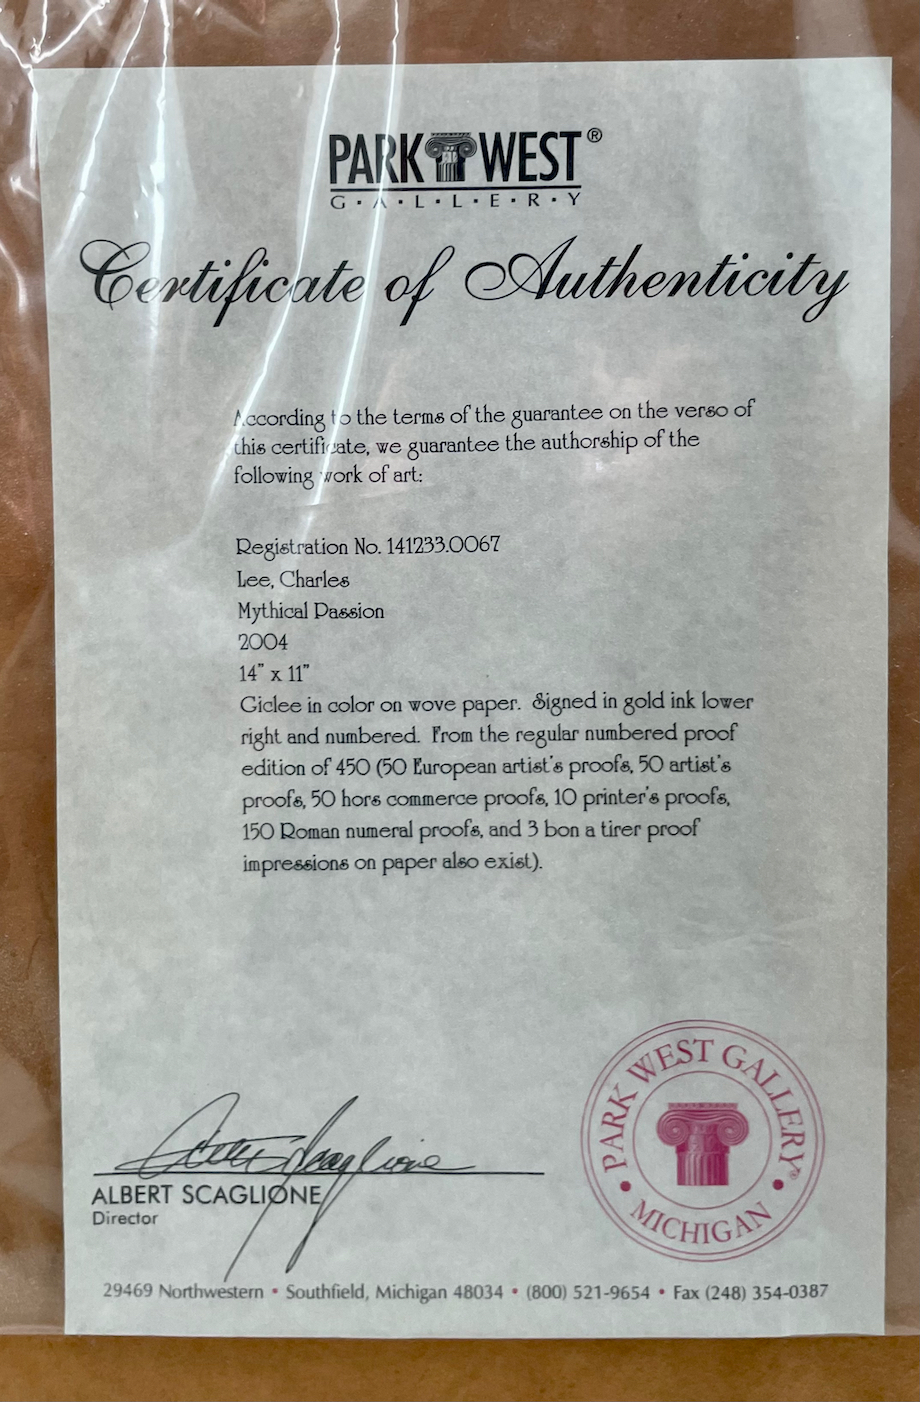 PARK WEST®
G·A·L·L·E·R·Y
Certificate of Authenticity
According to the terms of the guarantee on the verso of
this certificate, we guarantee the authorship of the
following work of art:
Registration No. 141233.0067
Lee, Charles
Mythical Passion
2004
14" x 11"
Giclee in color on wove paper. Signed in gold ink lower
right and numbered. From the regular numbered proof
edition of 450 (50 European artist's proofs, 50 artist's
proofs, 50 hors commerce proofs, 10 printer's proofs,
150 Roman numeral proofs, and 3 bon a tirer proof
impressions on paper also exist).
PARK WEST GALLERY®
• MICHIGAN •
Albert Scaglione
ALBERT SCAGLIONE
Director
29469 Northwestern • Southfield, Michigan 48034 • (800) 521-9654 • Fax (248) 354-0387